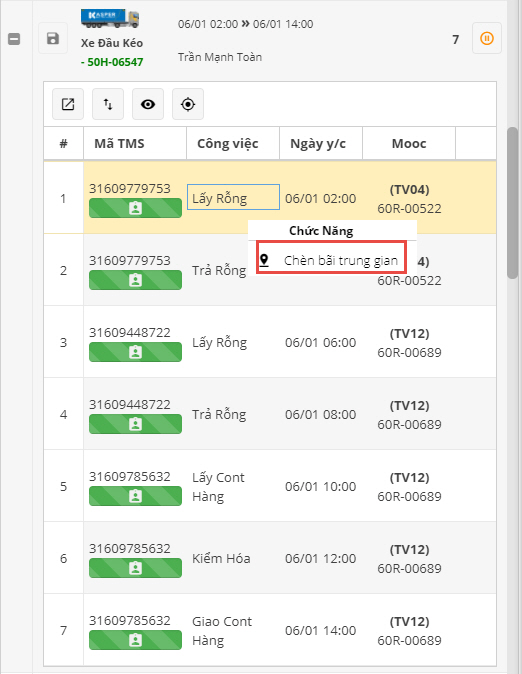 KASPER
06/01 02:00 » 06/01 14:00
Xe Đầu Kéo
7
- 50H-06547
Trần Mạnh Toàn
# Mã TMS Công việc Ngày y/c Mooc
1 31609779753 Lấy Rỗng 06/01 02:00 (TV04)
60R-00522
Chức Năng
Chèn bãi trung gian
2 31609779753 Trả Rỗng 4)
60R-00522
3 31609448722 Lấy Rỗng 06/01 06:00 (TV12)
60R-00689
4 31609448722 Trả Rỗng 06/01 08:00 (TV12)
60R-00689
5 31609785632 Lấy Cont
Hàng 06/01 10:00 (TV12)
60R-00689
6 31609785632 Kiểm Hóa 06/01 12:00 (TV12)
60R-00689
7 31609785632 Giao Cont
Hàng 06/01 14:00 (TV12)
60R-00689